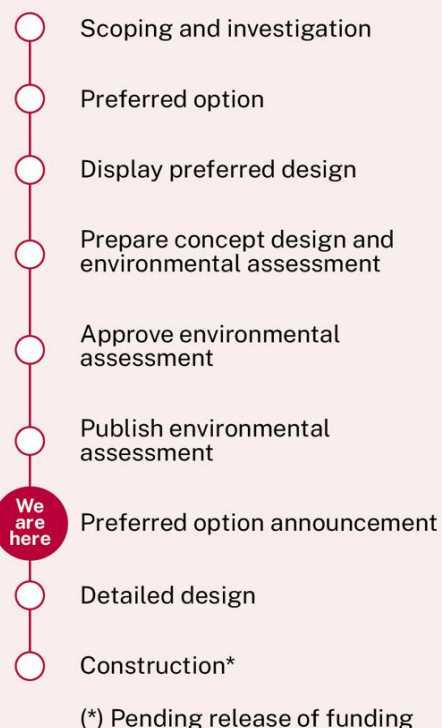 Scoping and investigation
Preferred option
Display preferred design
Prepare concept design and
environmental assessment
Approve environmental
assessment
Publish environmental
assessment
We
are
here
Preferred option announcement
Detailed design
Construction*
(*) Pending release of funding